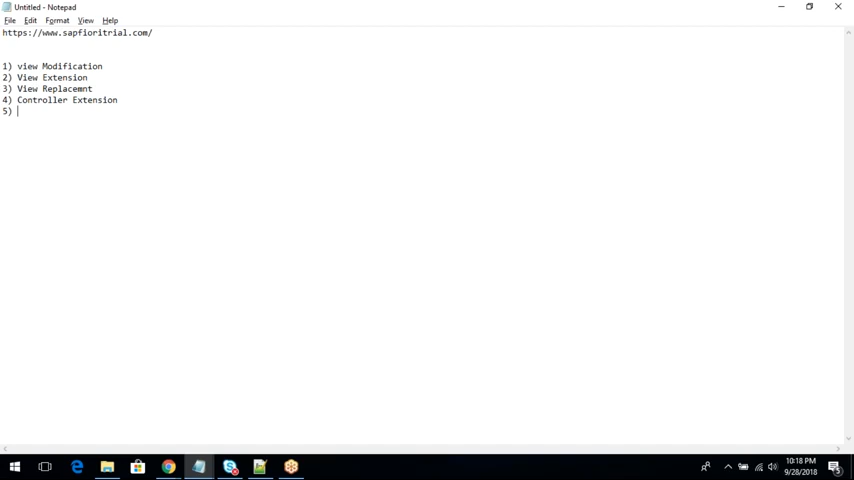 Untitled - Notepad
File Edit Format View Help
https://www.sapfioritrial.com/
1) view Modification
2) View Extension
3) View Replacemnt
4) Controller Extension
5)
10:18 PM
9/28/2018